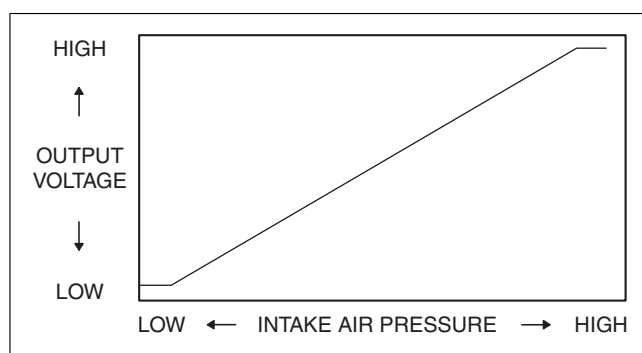 HIGH
OUTPUT
VOLTAGE
LOW
LOW ← INTAKE AIR PRESSURE → HIGH